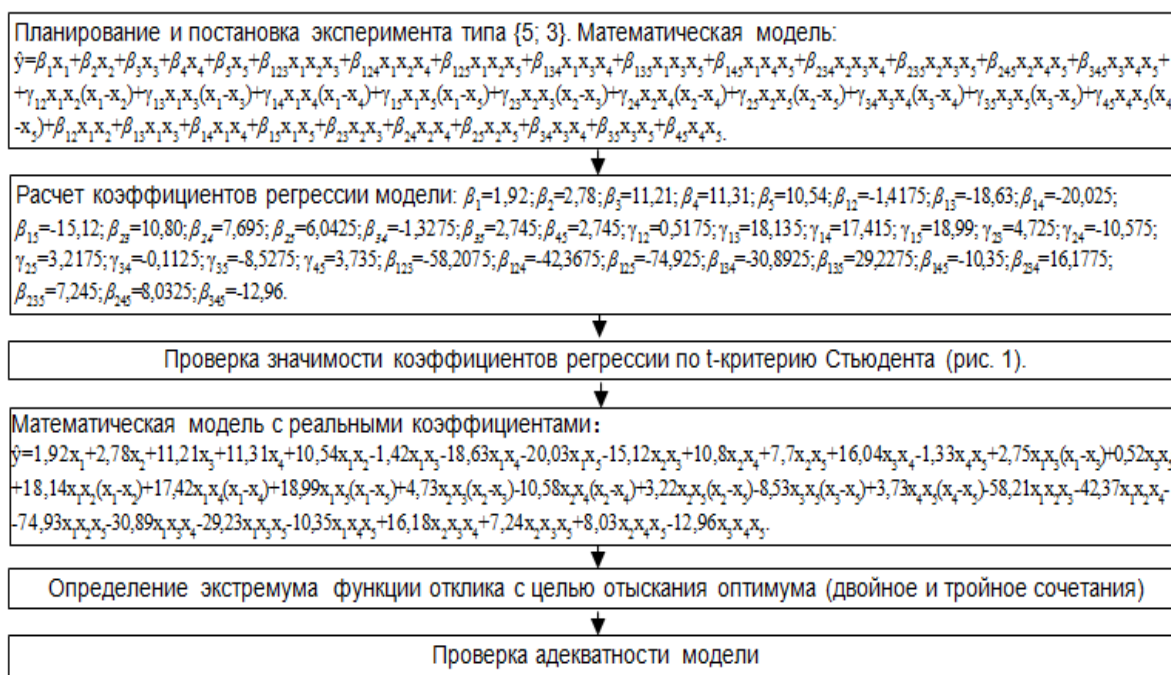 Планирование и постановка эксперимента типа {5; 3}. Математическая модель:
ŷ=β₁x₁+β₂x₂+β₃x₃+β₄x₄+β₅x₅+β₁₂₃x₁x₂x₃+β₁₂₄x₁x₂x₄+β₁₂₅x₁x₂x₅+β₁₃₄x₁x₃x₄+β₁₃₅x₁x₃x₅+β₁₄₅x₁x₄x₅+β₂₃₄x₂x₃x₄+β₂₃₅x₂x₃x₅+β₂₄₅x₂x₄x₅+β₃₄₅x₃x₄x₅+
+γ₁₂x₁x₂(x₁-x₂)+γ₁₃x₁x₃(x₁-x₃)+γ₁₄x₁x₄(x₁-x₄)+γ₁₅x₁x₅(x₁-x₅)+γ₂₃x₂x₃(x₂-x₃)+γ₂₄x₂x₄(x₂-x₄)+γ₂₅x₂x₅(x₂-x₅)+γ₃₄x₃x₄(x₃-x₄)+γ₃₅x₃x₅(x₃-x₅)+γ₄₅x₄x₅(x₄
-x₅)+β₁₂x₁x₂+β₁₃x₁x₃+β₁₄x₁x₄+β₁₅x₁x₅+β₂₃x₂x₃+β₂₄x₂x₄+β₂₅x₂x₅+β₃₄x₃x₄+β₃₅x₃x₅+β₄₅x₄x₅.
Расчет коэффициентов регрессии модели: β₁=1,92; β₂=2,78; β₃=11,21; β₄=11,31; β₅=10,54; β₁₂=-1,4175; β₁₃=-18,63; β₁₄=-20,025;
β₁₅=-15,12; β₂₃=10,80; β₂₄=7,695; β₂₅=6,0425; β₃₄=-1,3275; β₃₅=2,745; β₄₅=2,745; γ₁₂=0,5175; γ₁₃=18,135; γ₁₄=17,415; γ₁₅=18,99; γ₂₃=4,725; γ₂₄=-10,575;
γ₂₅=3,2175; γ₃₄=-0,1125; γ₃₅=-8,5275; γ₄₅=3,735; β₁₂₃=-58,2075; β₁₂₄=-42,3675; β₁₂₅=-74,925; β₁₃₄=-30,8925; β₁₃₅=29,2275; β₁₄₅=-10,35; β₂₃₄=16,1775;
β₂₃₅=7,245; β₂₄₅=8,0325; β₃₄₅=-12,96.
Проверка значимости коэффициентов регрессии по t-критерию Стьюдента (рис. 1).
Математическая модель с реальными коэффициентами:
ŷ=1,92x₁+2,78x₂+11,21x₃+11,31x₄+10,54x₁x₂-1,42x₁x₃-18,63x₁x₄-20,03x₁x₅-15,12x₂x₃+10,8x₂x₄+7,7x₂x₅+16,04x₃x₄-1,33x₄x₅+2,75x₁x₃(x₁-x₃)+0,52x₃x₅
+18,14x₁x₂(x₁-x₂)+17,42x₁x₄(x₁-x₄)+18,99x₁x₅(x₁-x₅)+4,73x₂x₃(x₂-x₃)-10,58x₂x₄(x₂-x₄)+3,22x₂x₅(x₂-x₅)-8,53x₃x₅(x₃-x₅)+3,73x₄x₅(x₄-x₅)-58,21x₁x₂x₃-42,37x₁x₂x₄-
-74,93x₁x₂x₅-30,89x₁x₃x₄-29,23x₁x₃x₅-10,35x₁x₄x₅+16,18x₂x₃x₄+7,24x₂x₃x₅+8,03x₂x₄x₅-12,96x₃x₄x₅.
Определение экстремума функции отклика с целью отыскания оптимума (двойное и тройное сочетания)
Проверка адекватности модели